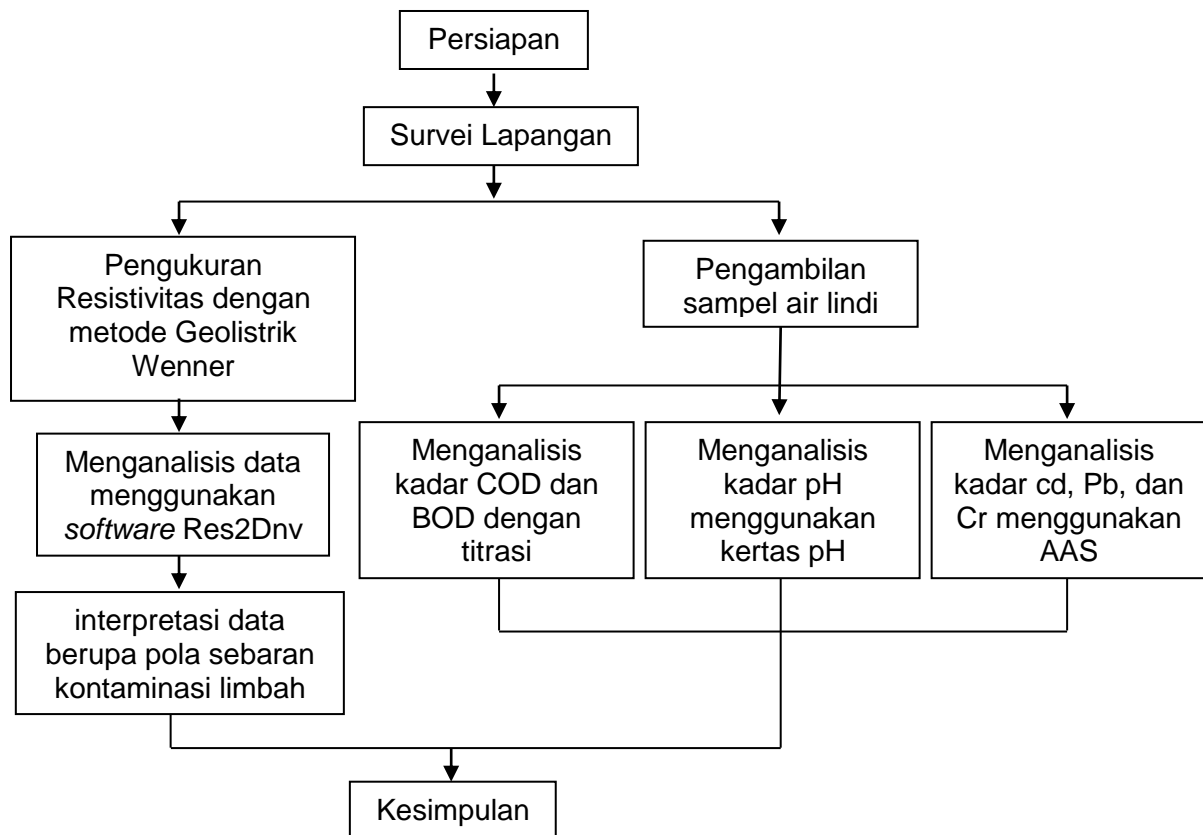 Persiapan
Survei Lapangan
Pengukuran
Resistivitas dengan
metode Geolistrik
Wenner
Pengambilan
sampel air lindi
Menganalisis data
menggunakan
software Res2Dnv
Menganalisis
kadar COD dan
BOD dengan
titrasi
Menganalisis
kadar pH
menggunakan
kertas pH
Menganalisis
kadar cd, Pb, dan
Cr menggunakan
AAS
interpretasi data
berupa pola sebaran
kontaminasi limbah
Kesimpulan